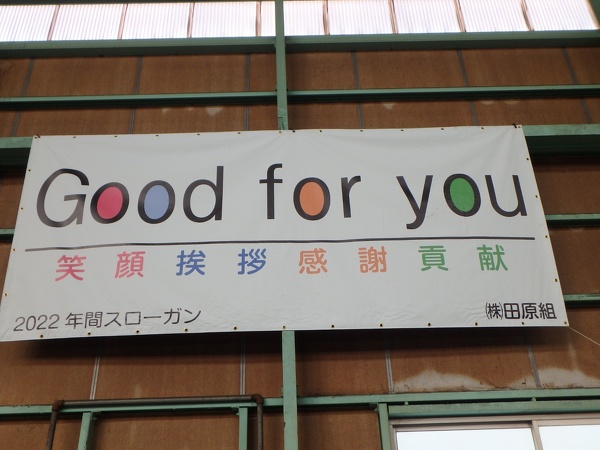 Good for you
笑顔 挨拶 感謝 貢献
2022 年間スローガン
㈱田原組